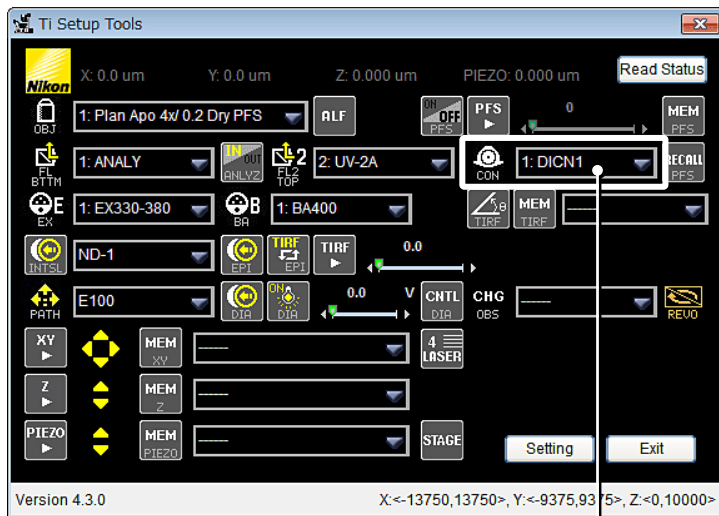 Ti Setup Tools
Nikon X: 0.0 um Y: 0.0 um Z: 0.000 um PIEZO: 0.000 um Read Status
OBJ 1: Plan Apo 4x/ 0.2 Dry PFS ALF ON OFF PFS PFS 0 MEM PFS
FL BTTM 1: ANALY IN OUT ANLYZ 2 FL2 TOP 2: UV-2A CON 1: DICN1 RECALL PFS
E EX 1: EX330-380 B BA 1: BA400 θ TIRF MEM TIRF -----
INTSL ND-1 EPI TIRF EPI TIRF 0.0
PATH E100 DIA ON DIA 0.0 V CNTL DIA CHG OBS ----- REVO
XY MEM XY ----- 4 LASER
Z MEM Z -----
PIEZO MEM PIEZO ----- STAGE Setting Exit
Version 4.3.0 X:<-13750,13750>, Y:<-9375,9375>, Z:<0,10000>